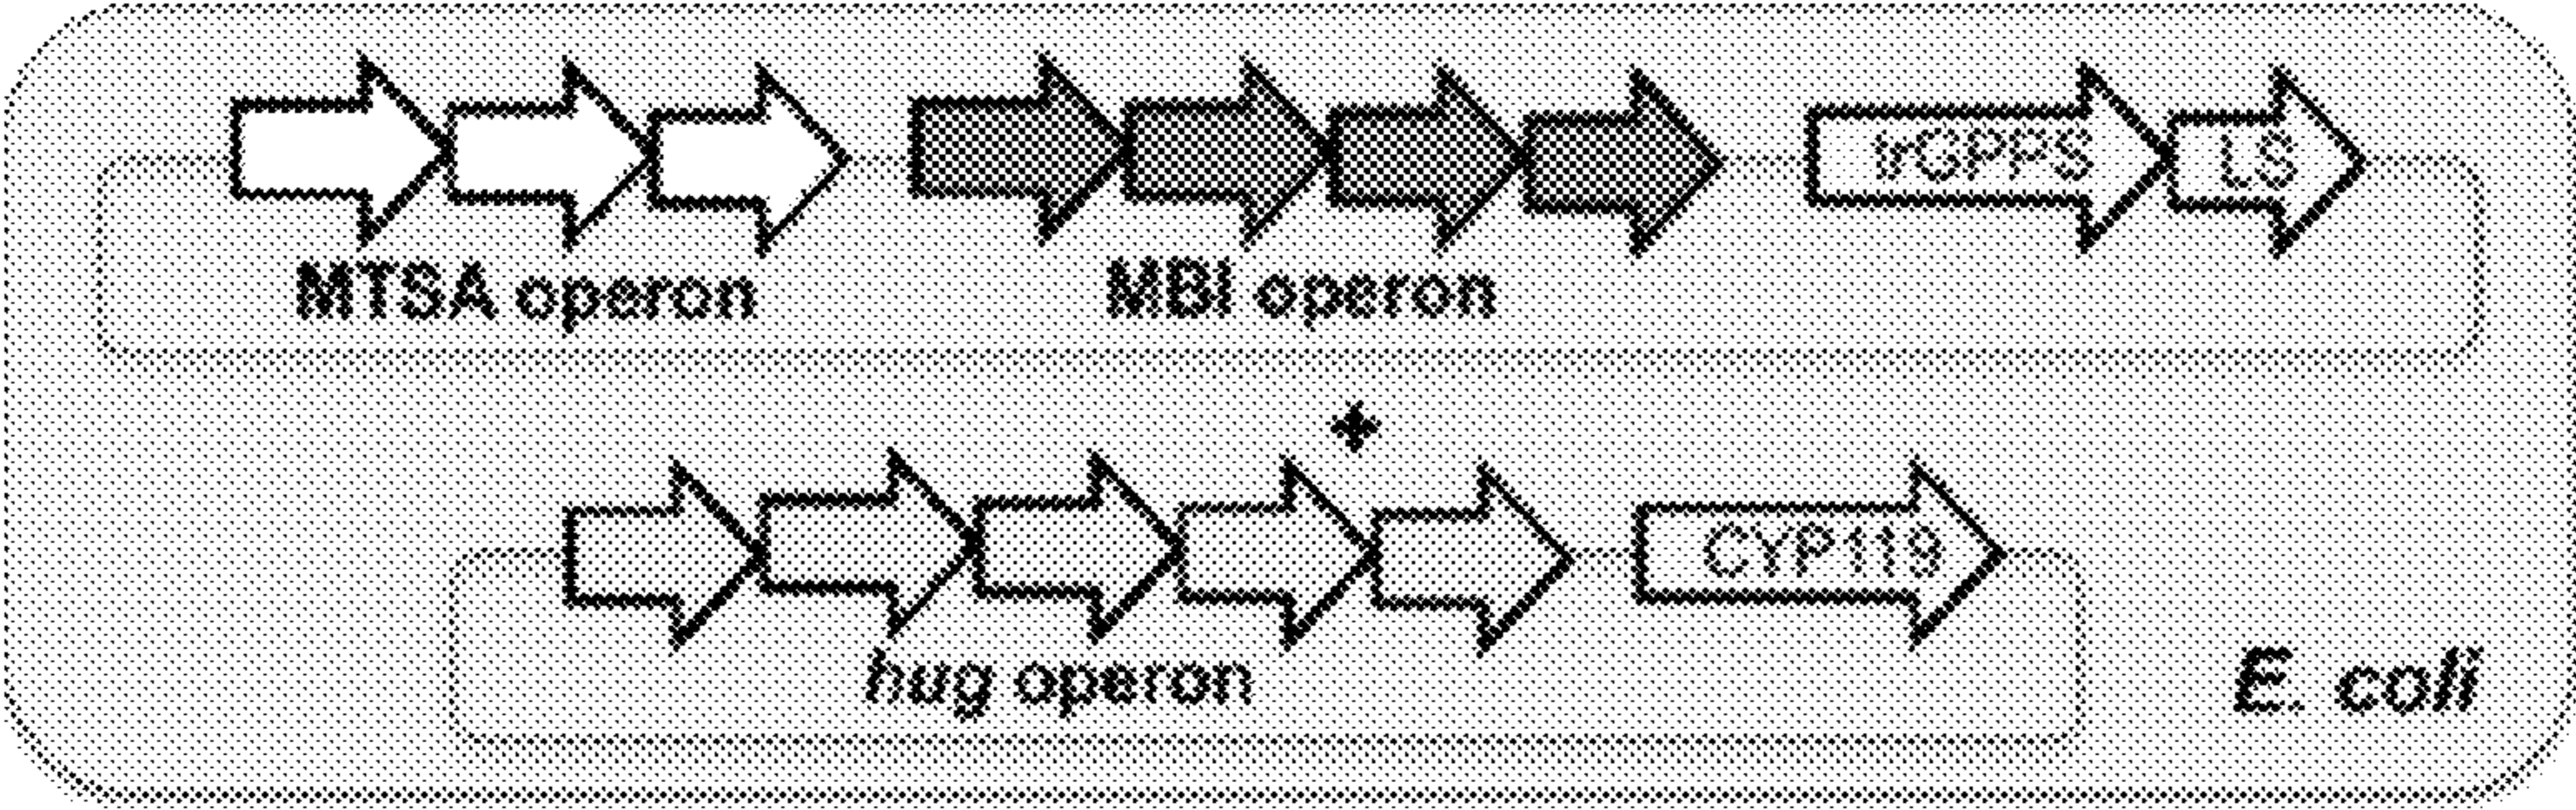 trGPPS LS
MTSA operon MBI operon
+
CYP119
hug operon
E. coli